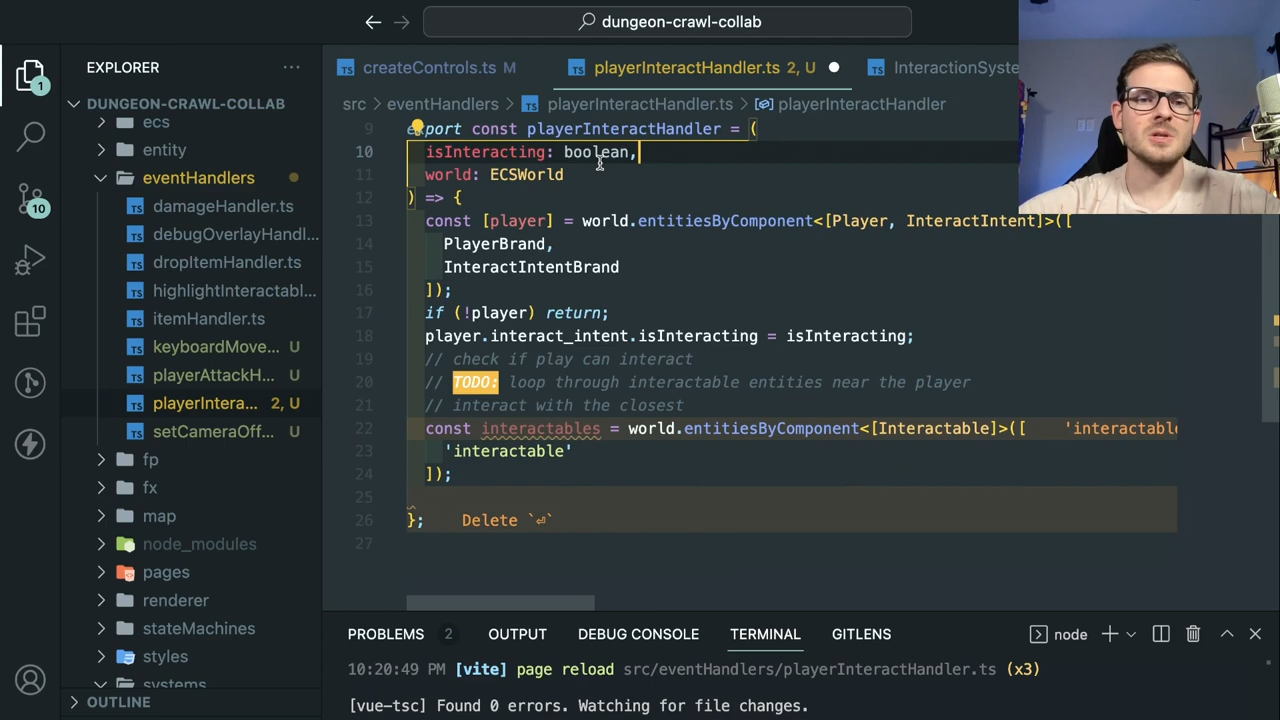 dungeon-crawl-collab
1
EXPLORER
DUNGEON-CRAWL-COLLAB
ecs
entity
eventHandlers
damageHandler.ts
debugOverlayHandl...
dropItemHandler.ts
highlightInteractabl...
itemHandler.ts
keyboardMove... U
playerAttackH... U
playerIntera... 2, U
setCameraOff... U
fp
fx
map
node_modules
pages
renderer
stateMachines
styles
systems
OUTLINE
10
createControls.ts M
playerInteractHandler.ts 2, U
InteractionSyste
src > eventHandlers > playerInteractHandler.ts > playerInteractHandler
9 export const playerInteractHandler = (
10 isInteracting: boolean,
11 world: ECSWorld
12 ) => {
13 const [player] = world.entitiesByComponent<[Player, InteractIntent]>([
14 PlayerBrand,
15 InteractIntentBrand
16 ]);
17 if (!player) return;
18 player.interact_intent.isInteracting = isInteracting;
19 // check if play can interact
20 // TODO: loop through interactable entities near the player
21 // interact with the closest
22 const interactables = world.entitiesByComponent<[Interactable]>([ 'interactable
23 'interactable'
24 ]);
25
26 }; Delete `⏎`
27
PROBLEMS 2 OUTPUT DEBUG CONSOLE TERMINAL GITLENS
node
10:20:49 PM [vite] page reload src/eventHandlers/playerInteractHandler.ts (x3)
[vue-tsc] Found 0 errors. Watching for file changes.